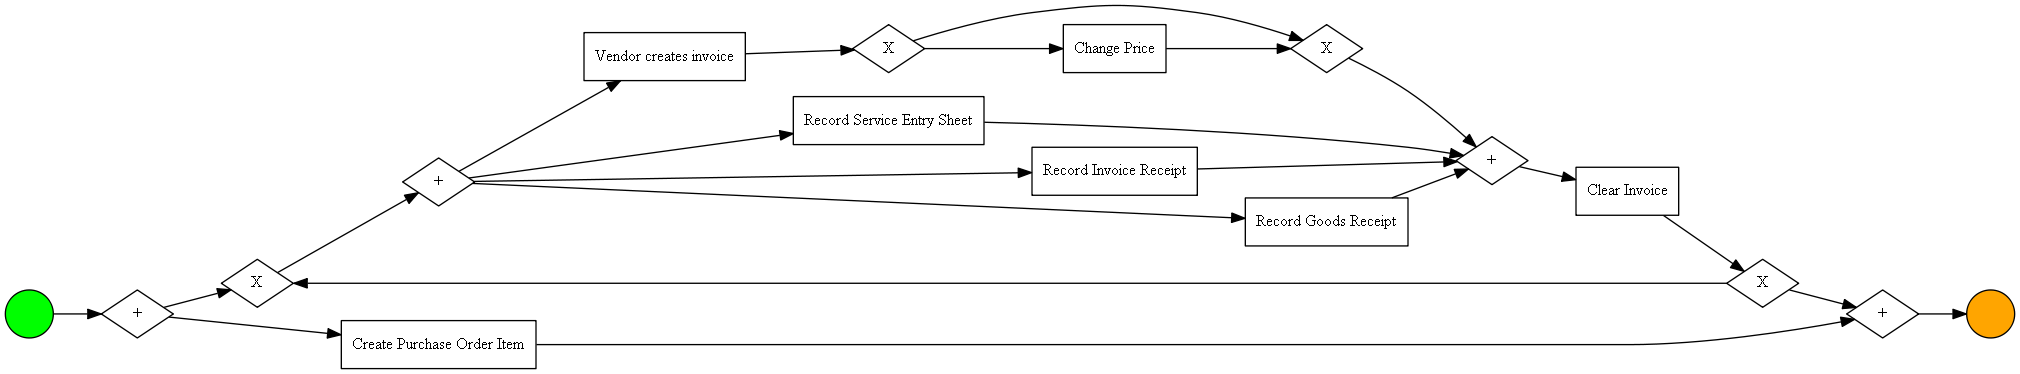 X
Change Price
X
Vendor creates invoice
Record Service Entry Sheet
+
Record Invoice Receipt
+
Clear Invoice
Record Goods Receipt
X
X
+
+
Create Purchase Order Item